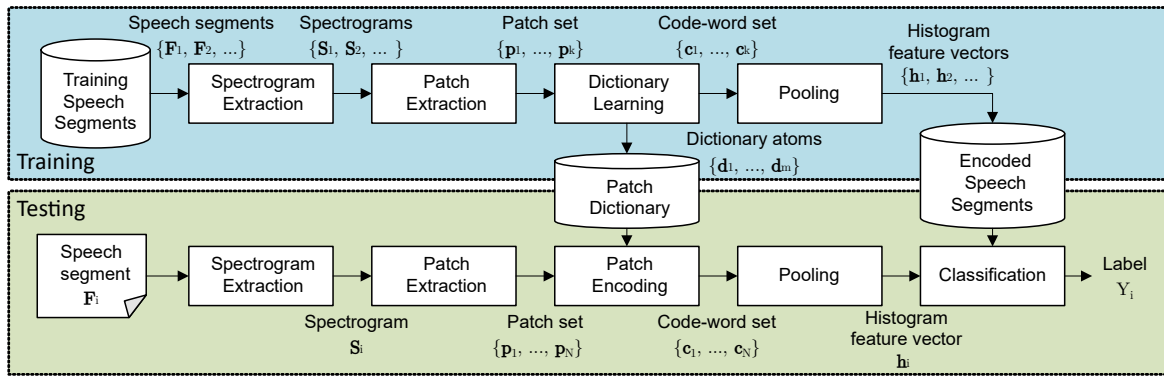 Speech segments
{F1, F2, ...}
Spectrograms
{S1, S2, ... }
Patch set
{p1, ..., pk}
Code-word set
{c1, ..., ck}
Histogram
feature vectors
{h1, h2, ... }
Training
Speech
Segments
Spectrogram
Extraction
Patch
Extraction
Dictionary
Learning
Pooling
Dictionary atoms
{d1, ..., dm}
Training
Patch
Dictionary
Encoded
Speech
Segments
Testing
Speech
segment
Fi
Spectrogram
Extraction
Patch
Extraction
Patch
Encoding
Pooling
Classification
Label
Yi
Spectrogram
Si
Patch set
{p1, ..., pN}
Code-word set
{c1, ..., cN}
Histogram
feature vector
hi